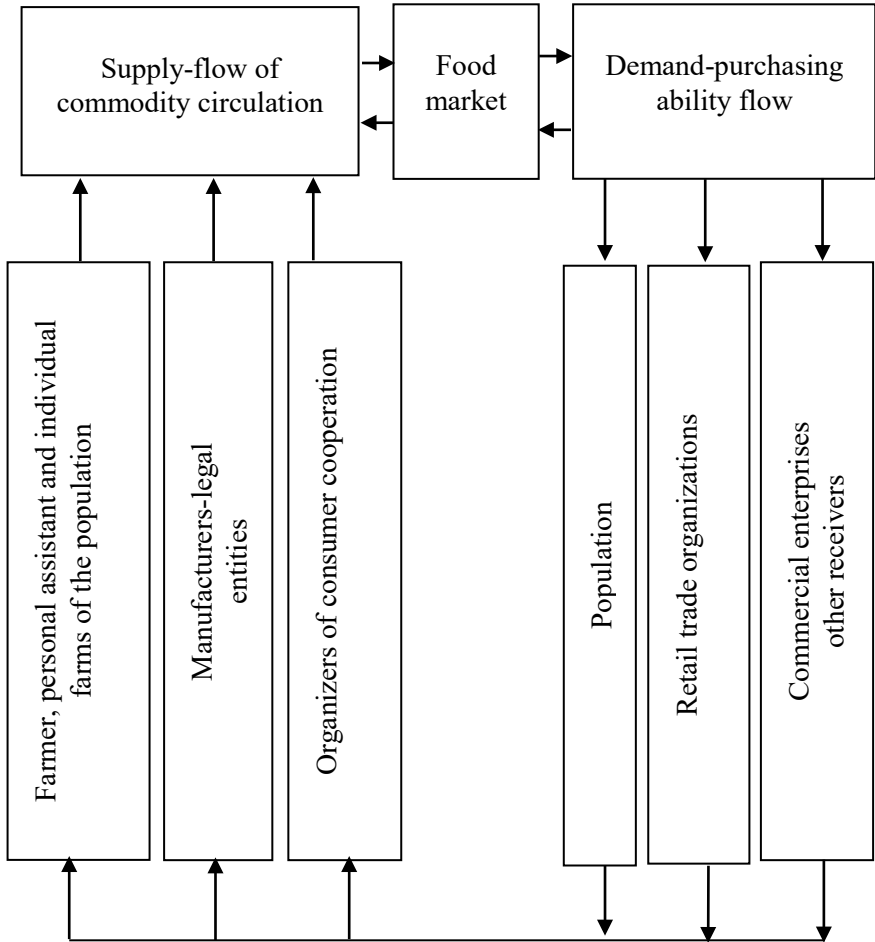 Supply-flow of
commodity circulation
Food
market
Demand-purchasing
ability flow
Farmer, personal assistant and individual
farms of the population
Manufacturers-legal
entities
Organizers of consumer cooperation
Population
Retail trade organizations
Commercial enterprises
other receivers